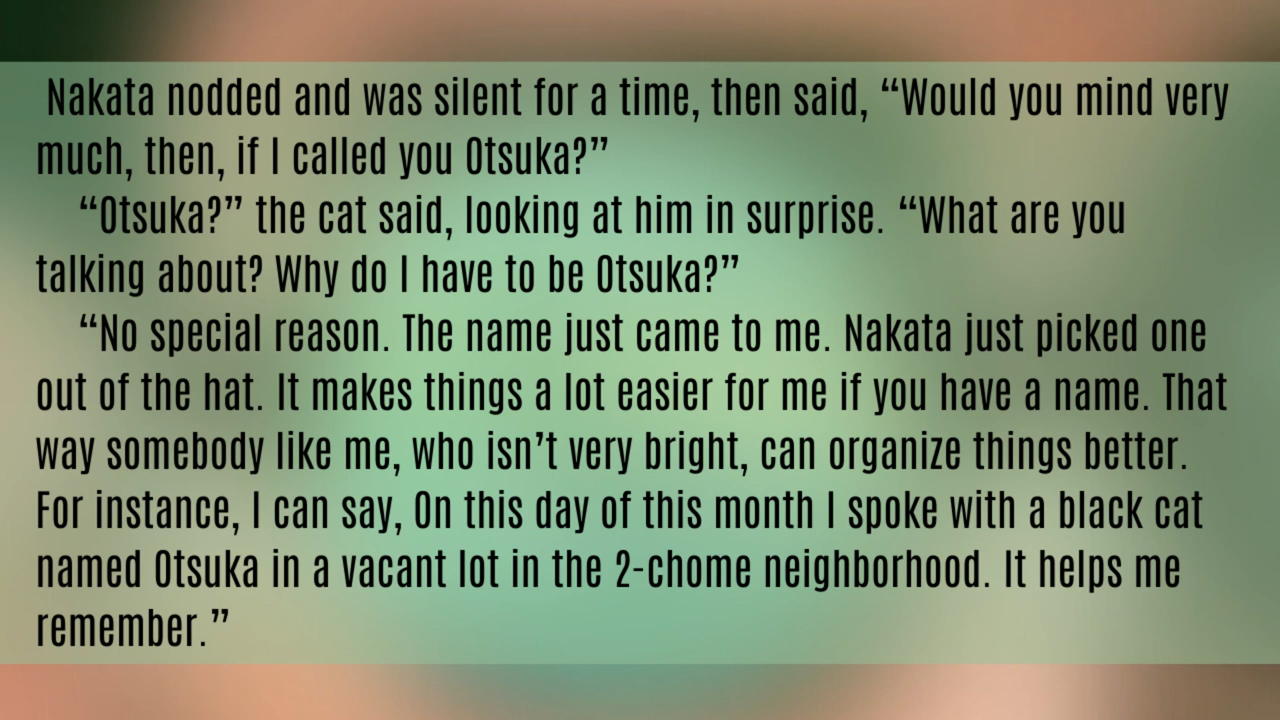 Nakata nodded and was silent for a time, then said, “Would you mind very
much, then, if I called you Otsuka?”
“Otsuka?” the cat said, looking at him in surprise. “What are you
talking about? Why do I have to be Otsuka?”
“No special reason. The name just came to me. Nakata just picked one
out of the hat. It makes things a lot easier for me if you have a name. That
way somebody like me, who isn’t very bright, can organize things better.
For instance, I can say, On this day of this month I spoke with a black cat
named Otsuka in a vacant lot in the 2-chome neighborhood. It helps me
remember.”